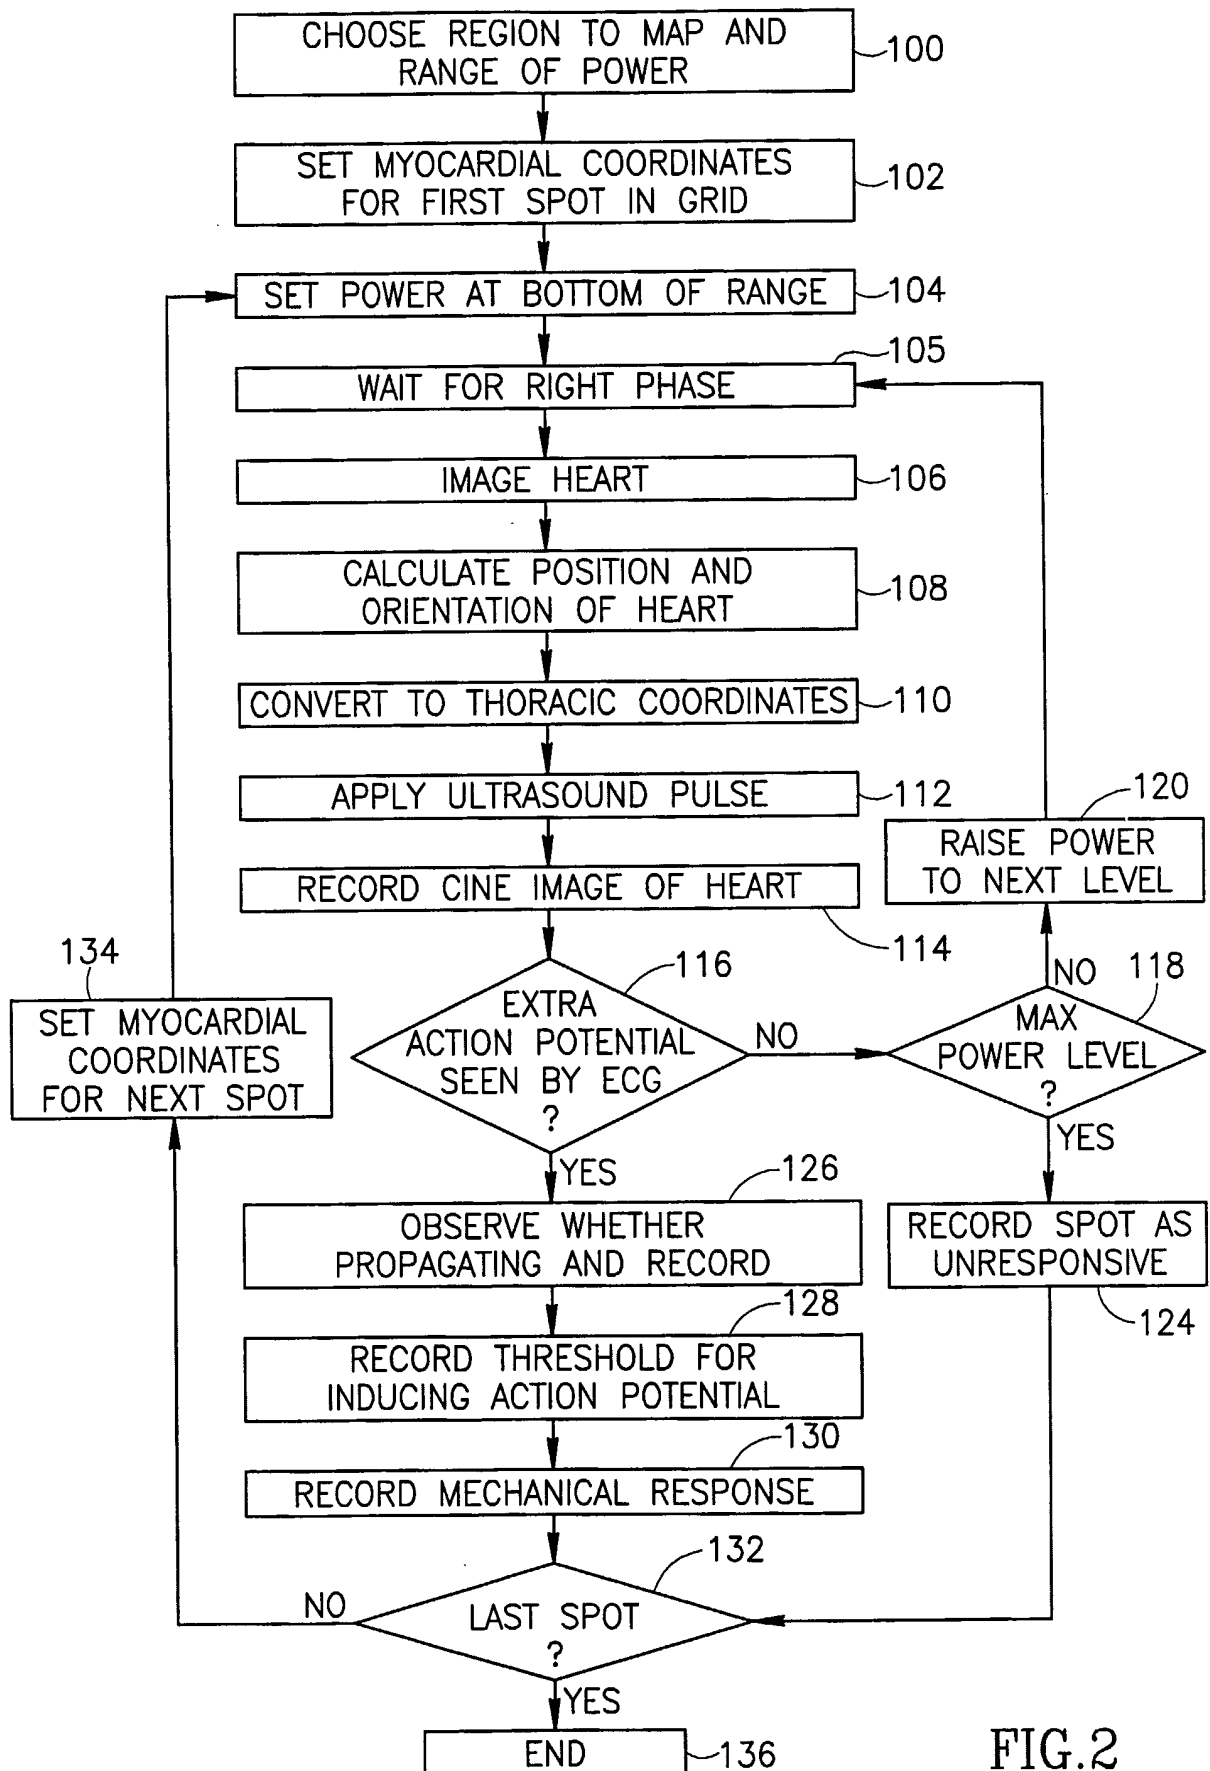 CHOOSE REGION TO MAP AND
RANGE OF POWER
100
SET MYOCARDIAL COORDINATES
FOR FIRST SPOT IN GRID
102
SET POWER AT BOTTOM OF RANGE
104
105
WAIT FOR RIGHT PHASE
IMAGE HEART
106
CALCULATE POSITION AND
ORIENTATION OF HEART
108
CONVERT TO THORACIC COORDINATES
110
APPLY ULTRASOUND PULSE
112
120
RAISE POWER
TO NEXT LEVEL
RECORD CINE IMAGE OF HEART
114
134
SET MYOCARDIAL
COORDINATES
FOR NEXT SPOT
116
EXTRA
ACTION POTENTIAL
SEEN BY ECG
?
NO
NO
118
MAX
POWER LEVEL
?
YES
YES
126
OBSERVE WHETHER
PROPAGATING AND RECORD
RECORD SPOT AS
UNRESPONSIVE
124
128
RECORD THRESHOLD FOR
INDUCING ACTION POTENTIAL
130
RECORD MECHANICAL RESPONSE
132
NO
LAST SPOT
?
YES
END
136
FIG.2